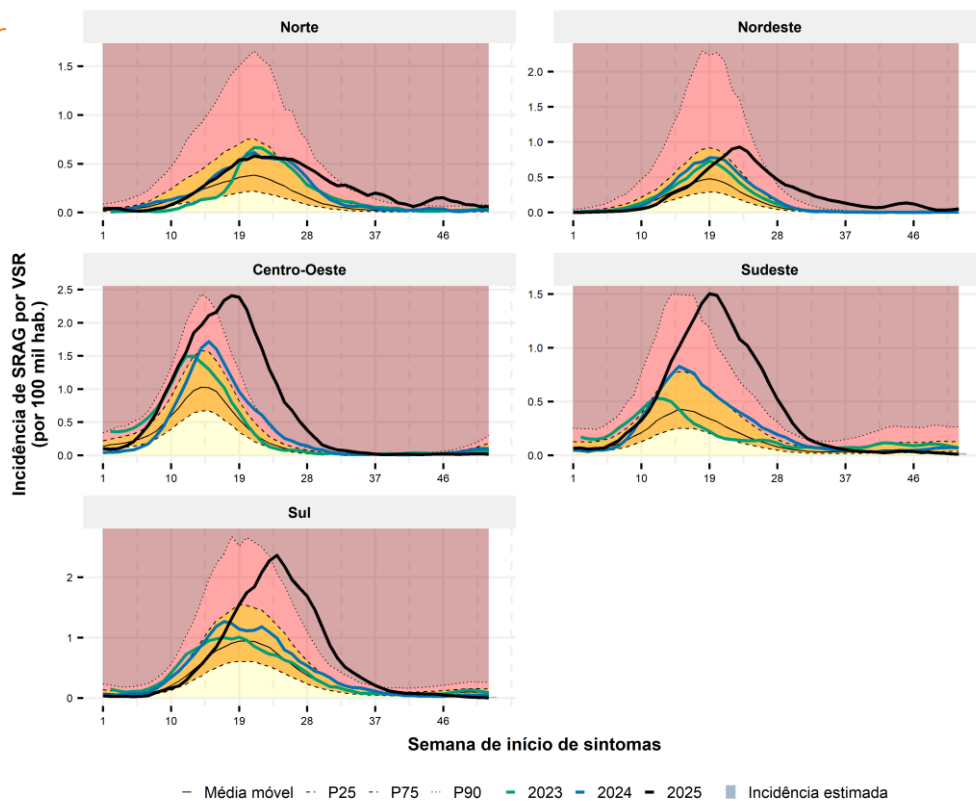 Norte
Nordeste
1.5
1.0
0.5
0.0
1 10 19 28 37 46
2.0
1.5
1.0
0.5
0.0
1 10 19 28 37 46
Centro-Oeste
Sudeste
2.5
2.0
1.5
1.0
0.5
0.0
1 10 19 28 37 46
1.5
1.0
0.5
0.0
1 10 19 28 37 46
Incidência de SRAG por VSR
(por 100 mil hab.)
Sul
2
1
0
1 10 19 28 37 46
Semana de início de sintomas
Média móvel P25 P75 P90 2023 2024 2025 Incidência estimada